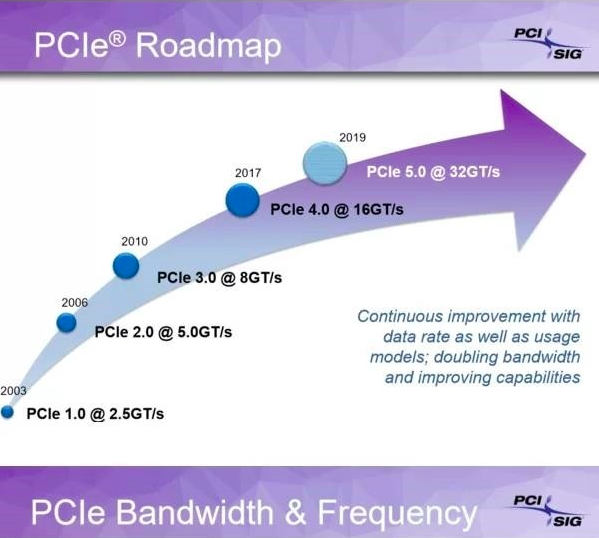 PCIe® Roadmap
PCI
SIG
2019
PCIe 5.0 @ 32GT/s
2017
PCIe 4.0 @ 16GT/s
2010
PCIe 3.0 @ 8GT/s
2006
PCIe 2.0 @ 5.0GT/s
2003
PCIe 1.0 @ 2.5GT/s
Continuous improvement with
data rate as well as usage
models; doubling bandwidth
and improving capabilities
PCIe Bandwidth & Frequency
PCI
SIG